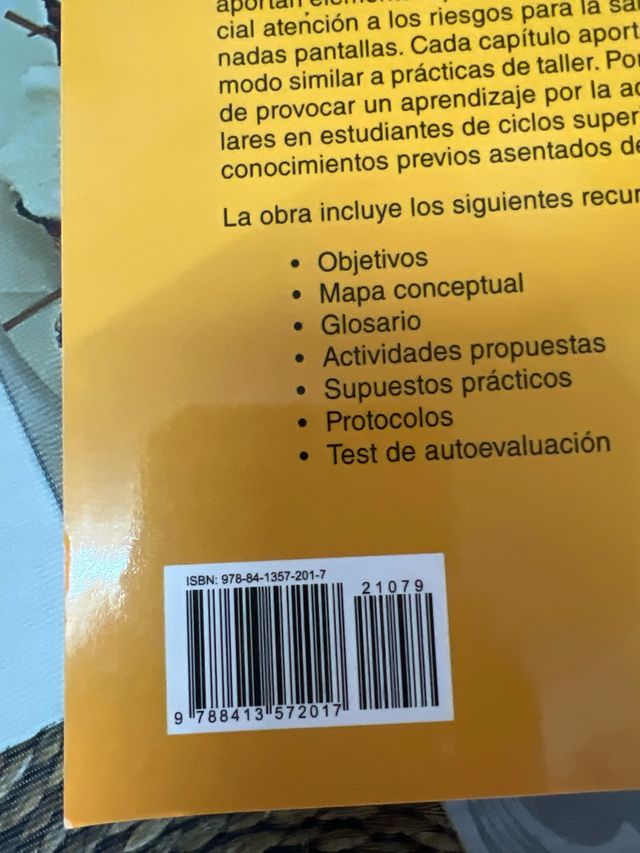 aportan
cial atención a los riesgos para la
nadas pantallas. Cada capítulo aport
modo similar a prácticas de taller. Po
de provocar un aprendizaje por la
lares en estudiantes de ciclos super
conocimientos previos asentados
La obra incluye los siguientes recur
• Objetivos
• Mapa conceptual
• Glosario
• Actividades propuestas
• Supuestos prácticos
• Protocolos
• Test de autoevaluación
ISBN: 978-84-1357-201-7
21079
9 788413 572017